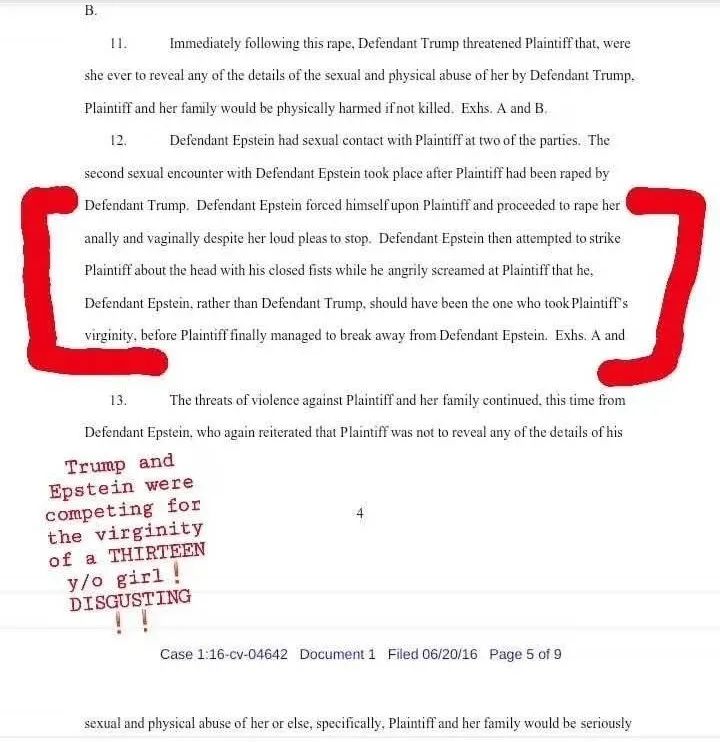 B.
11. Immediately following this rape, Defendant Trump threatened Plaintiff that, were
she ever to reveal any of the details of the sexual and physical abuse of her by Defendant Trump,
Plaintiff and her family would be physically harmed if not killed. Exhs. A and B.
12. Defendant Epstein had sexual contact with Plaintiff at two of the parties. The
second sexual encounter with Defendant Epstein took place after Plaintiff had been raped by
Defendant Trump. Defendant Epstein forced himself upon Plaintiff and proceeded to rape her
anally and vaginally despite her loud pleas to stop. Defendant Epstein then attempted to strike
Plaintiff about the head with his closed fists while he angrily screamed at Plaintiff that he,
Defendant Epstein, rather than Defendant Trump, should have been the one who took Plaintiff's
virginity, before Plaintiff finally managed to break away from Defendant Epstein. Exhs. A and
13. The threats of violence against Plaintiff and her family continued, this time from
Defendant Epstein, who again reiterated that Plaintiff was not to reveal any of the details of his
Trump and
Epstein were
competing for
the virginity
of a THIRTEEN
y/o girl❗
DISGUSTING
❗❗
4
Case 1:16-cv-04642 Document 1 Filed 06/20/16 Page 5 of 9
sexual and physical abuse of her or else, specifically, Plaintiff and her family would be seriously